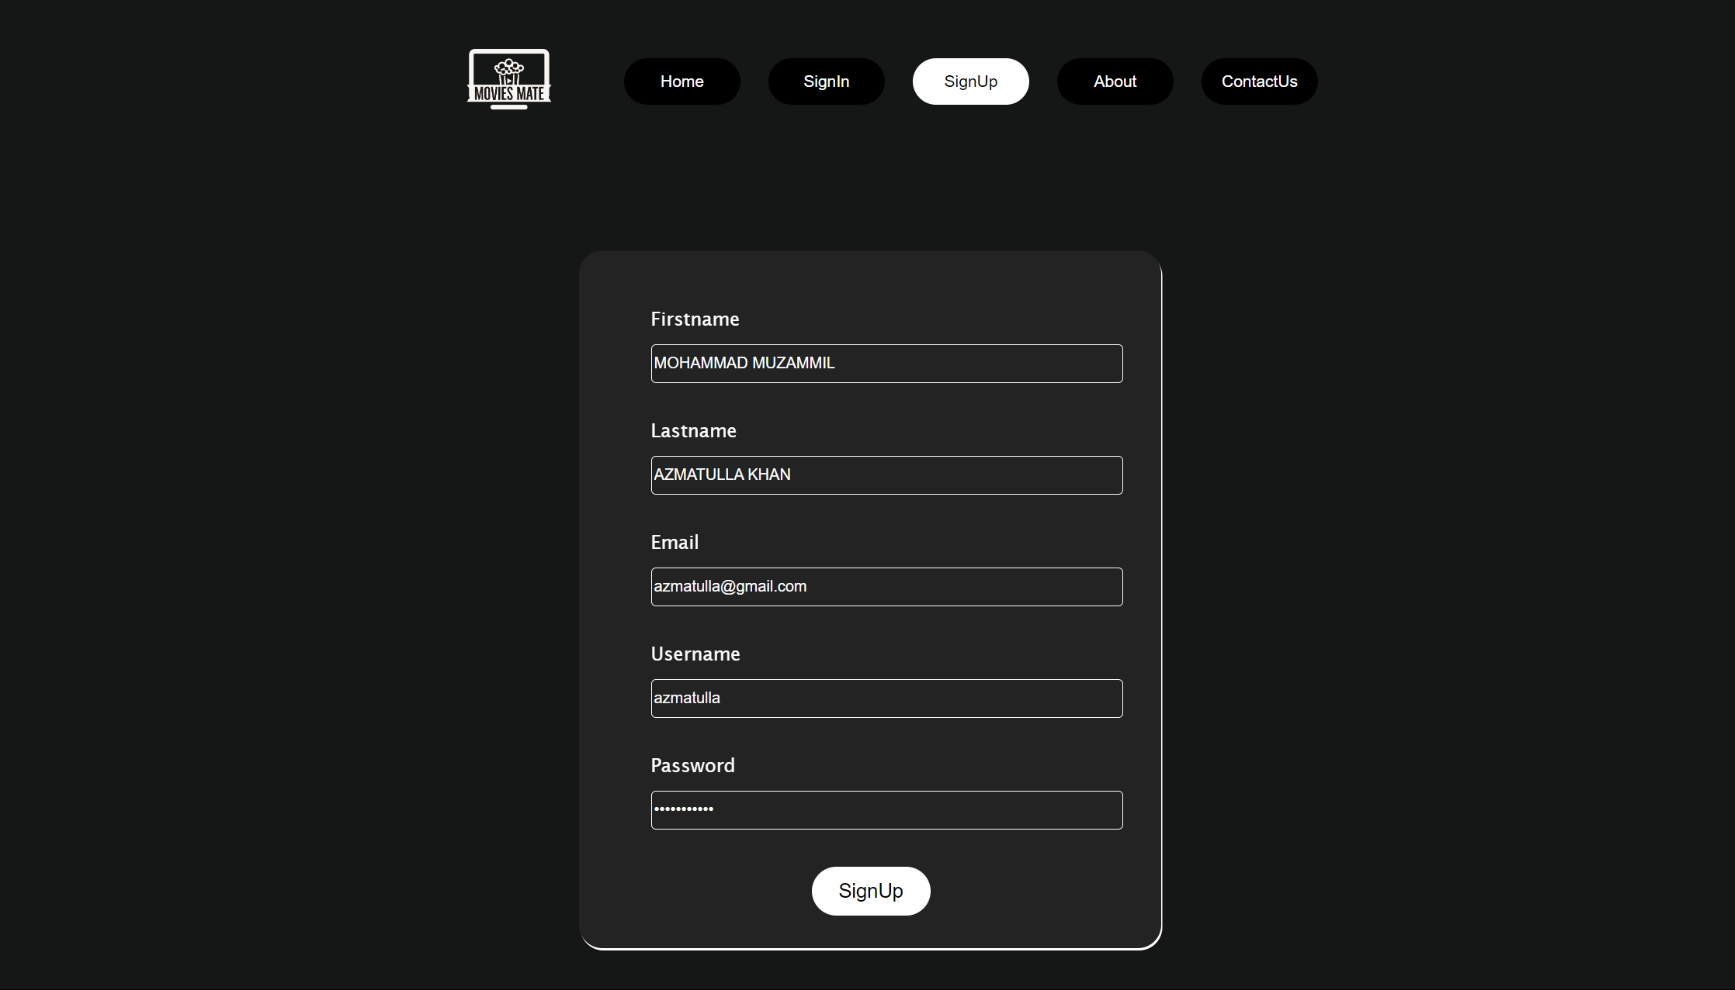 MOVIES MATE
Home SignIn SignUp About ContactUs
Firstname
MOHAMMAD MUZAMMIL
Lastname
AZMATULLA KHAN
Email
azmatulla@gmail.com
Username
azmatulla
Password
•••••••••••
SignUp